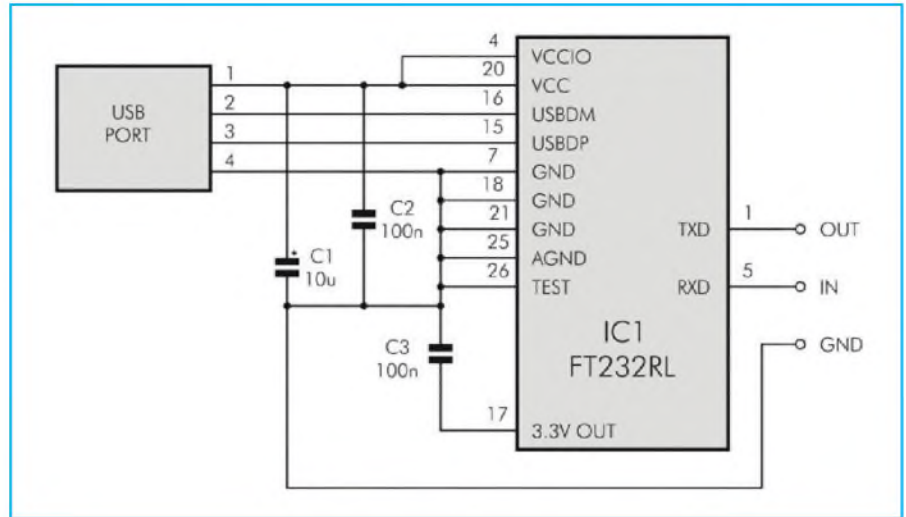 USB
PORT
1
2
3
4
4
20
16
15
7
18
21
25
26
17
VCCIO
VCC
USBDM
USBDP
GND
GND
GND
AGND
TEST
3.3V OUT
TXD
RXD
IC1
FT232RL
1
5
OUT
IN
GND
C1
10u
C2
100n
C3
100n